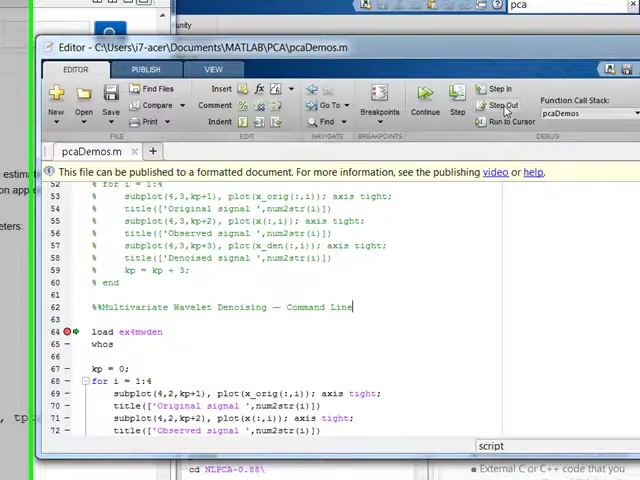 pca
Editor - C:\Users\i7-acer\Documents\MATLAB\PCA\pcaDemos.m
EDITOR PUBLISH VIEW
New Open Save
Find Files
Compare
Print
FILE
Insert
Comment
Indent
EDIT
Go To
Find
NAVIGATE
Breakpoints
BREAKPOINTS
Continue Step
Step In
Step Out
Run to Cursor
DEBUG
Function Call Stack:
pcaDemos
pcaDemos.m
This file can be published to a formatted document. For more information, see the publishing video or help.
52 % for i = 1:4
53 % subplot(4,3,kp+1), plot(x_orig(:,i)); axis tight;
54 % title(['Original signal ',num2str(i)])
55 % subplot(4,3,kp+2), plot(x(:,i)); axis tight;
56 % title(['Observed signal ',num2str(i)])
57 % subplot(4,3,kp+3), plot(x_den(:,i)); axis tight;
58 % title(['Denoised signal ',num2str(i)])
59 % kp = kp + 3;
60 % end
61
62 %%Multivariate Wavelet Denoising — Command Line
63
64 load ex4mwden
65 whos
66
67 kp = 0;
68 for i = 1:4
69 subplot(4,2,kp+1), plot(x_orig(:,i)); axis tight;
70 title(['Original signal ',num2str(i)])
71 subplot(4,2,kp+2), plot(x(:,i)); axis tight;
72 title(['Observed signal ',num2str(i)])
script
cd NLPCA-0.88\
External C or C++ code that you
e estima
on app
eters: